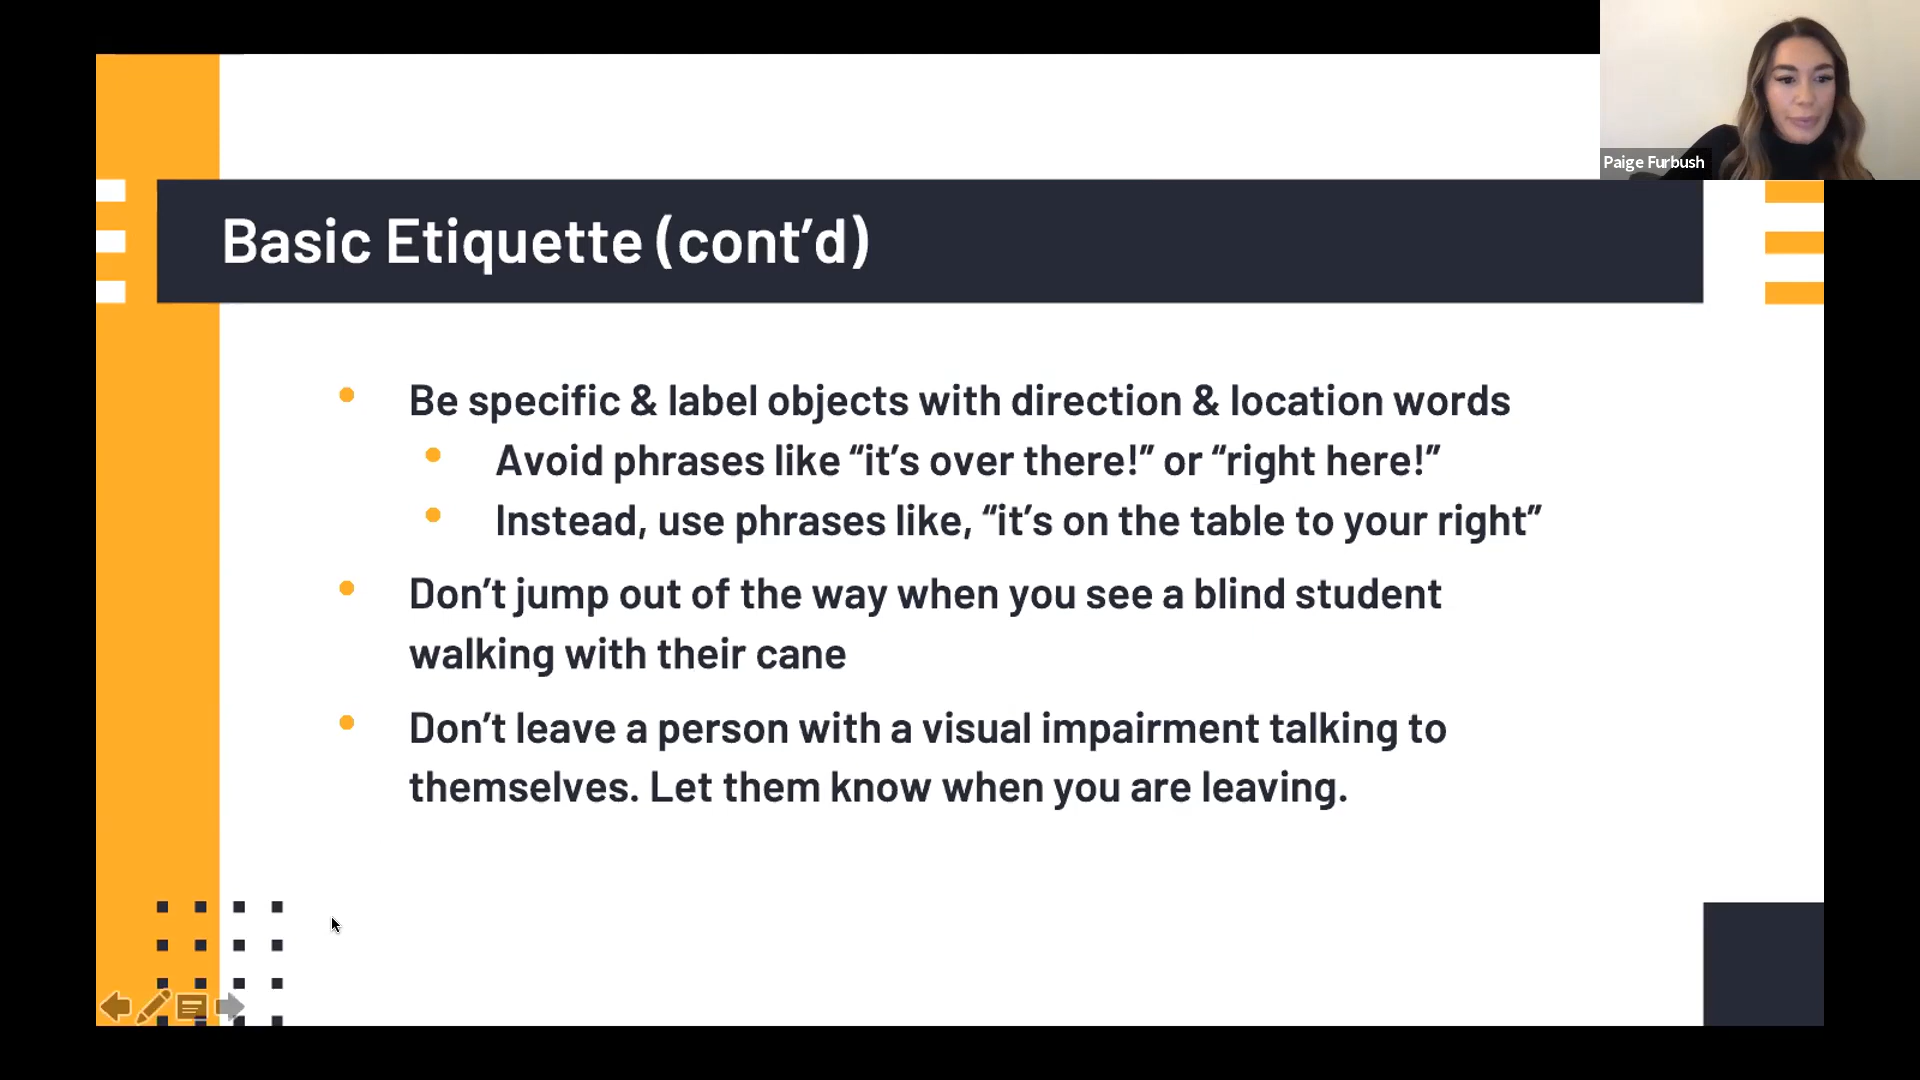 Paige Furbush
Basic Etiquette (cont’d)
Be specific & label objects with direction & location words
Avoid phrases like “it’s over there!” or “right here!”
Instead, use phrases like, “it’s on the table to your right”
Don’t jump out of the way when you see a blind student
walking with their cane
Don’t leave a person with a visual impairment talking to
themselves. Let them know when you are leaving.